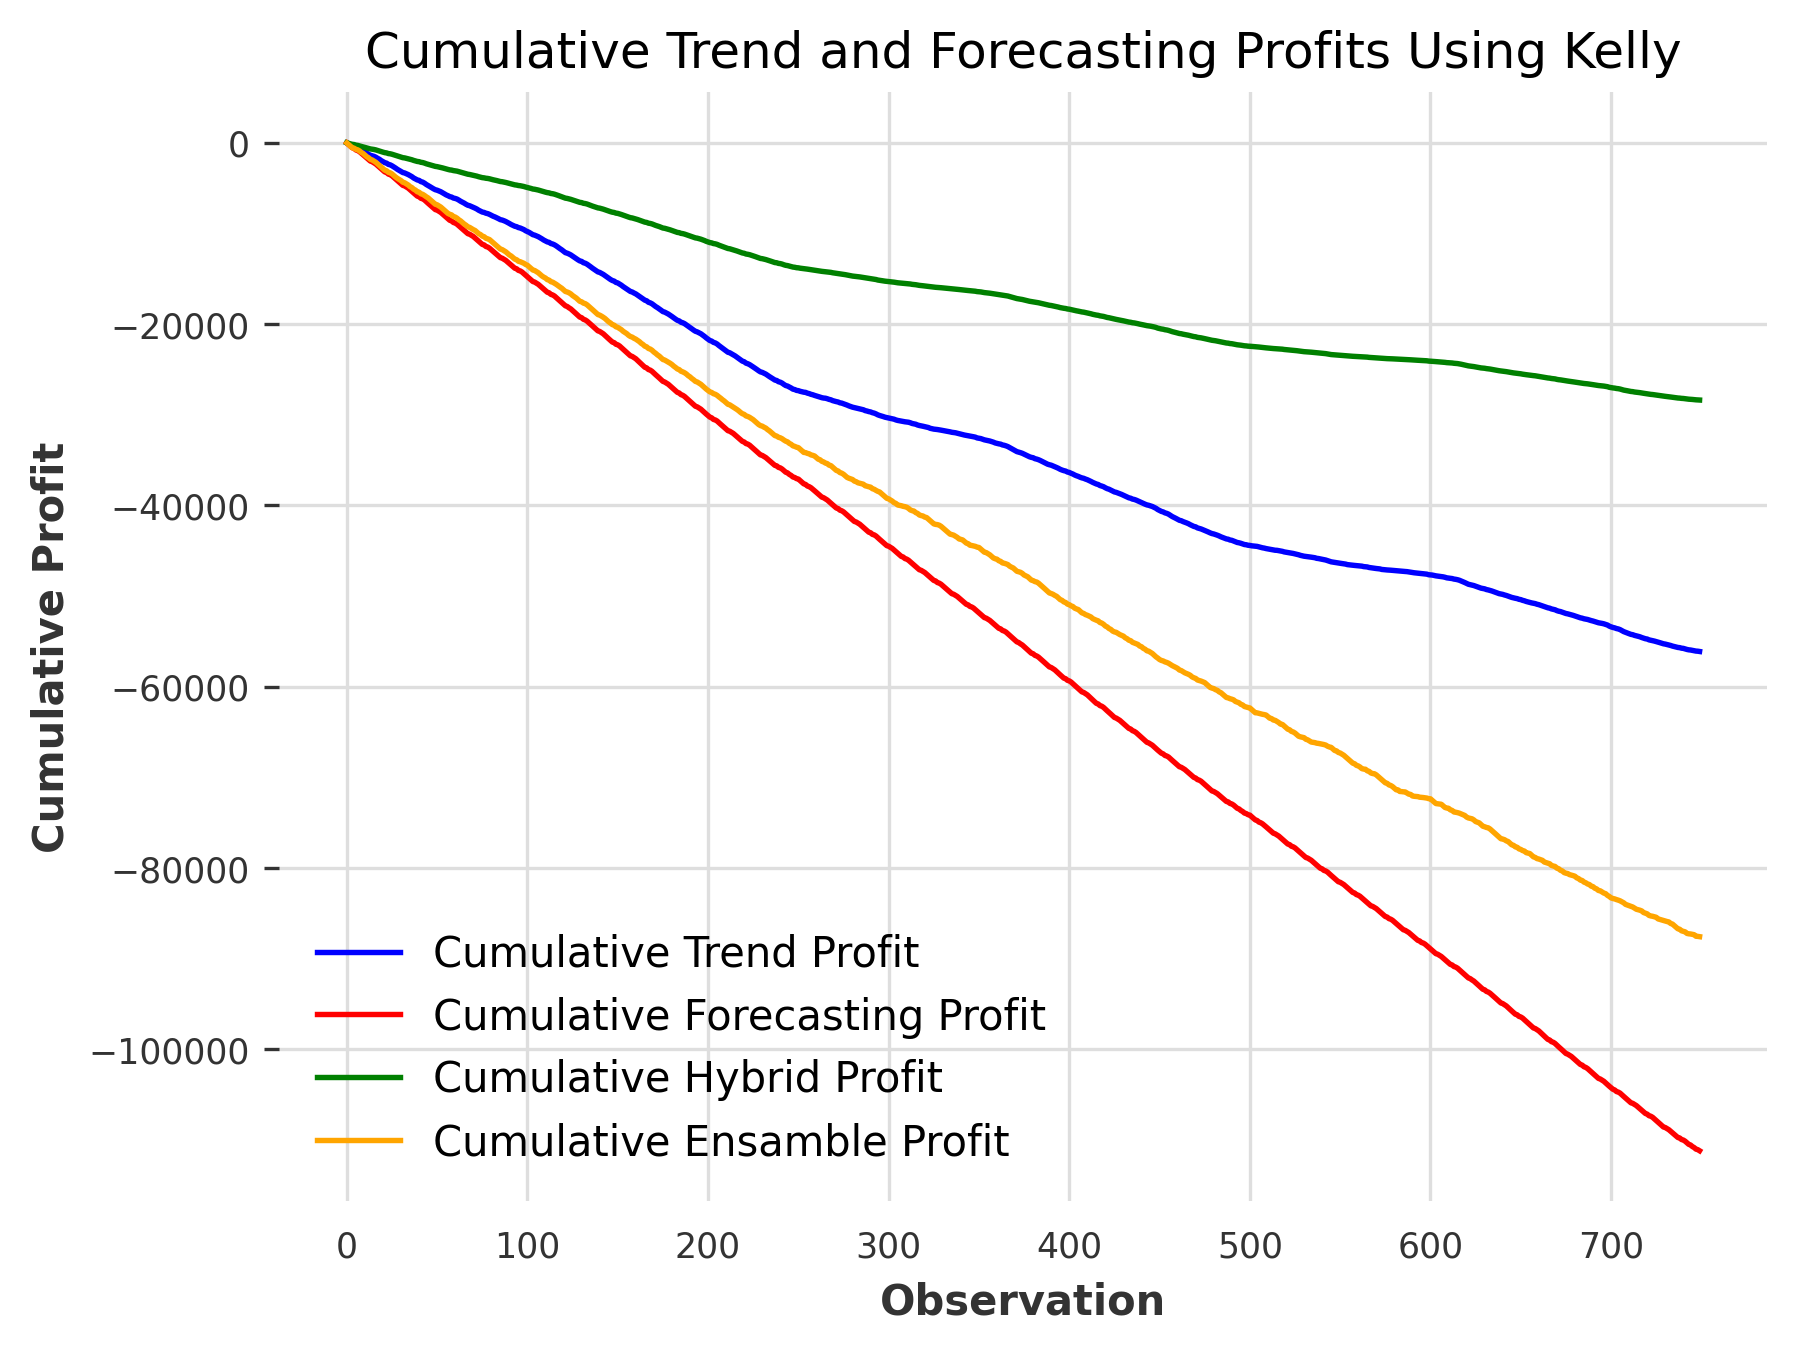 Cumulative Trend and Forecasting Profits Using Kelly
Cumulative Profit
0
−20000
−40000
−60000
−80000
−100000
Cumulative Trend Profit
Cumulative Forecasting Profit
Cumulative Hybrid Profit
Cumulative Ensamble Profit
0 100 200 300 400 500 600 700
Observation